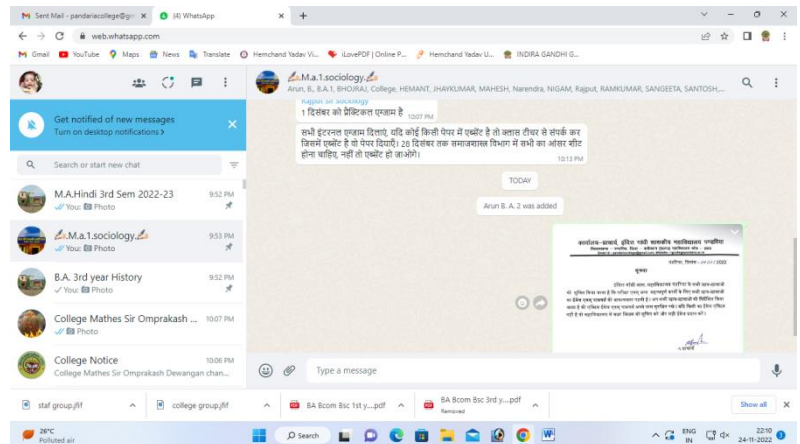 Sent Mail - pandariacollege@gm
(4) WhatsApp
web.whatsapp.com
Gmail
YouTube
Maps
News
Translate
Hemchand Yadav Vi...
iLovePDF | Online P...
Hemchand Yadav U...
INDIRA GANDHI G...
M.a.1.sociology.
Arun, B., B.A.1, BHOJRAJ, College, HEMANT, JHAYKUMAR, MAHESH, Narendra, NIGAM, Rajput, RAMKUMAR, SANGEETA, SANTOSH,...
Get notified of new messages
Turn on desktop notifications >
Search or start new chat
M.A.Hindi 3rd Sem 2022-23
9:52 PM
You: Photo
M.a.1.sociology.
9:53 PM
You: Photo
B.A. 3rd year History
9:52 PM
You: Photo
College Mathes Sir Omprakash ...
10:07 PM
Photo
College Notice
10:06 PM
College Mathes Sir Omprakash Dewangan chan...
Rajput Sir Sociology
1 दिसंबर को प्रैक्टिकल एग्जाम है
10:07 PM
सभी इंटरनल एग्जाम दिलाएं, यदि कोई किसी पेपर में एब्सेंट है तो क्लास टीचर से संपर्क कर
जिसमें एब्सेंट है वो पेपर दियाएँ। 28 दिसंबर तक समाजशास्त्र विभाग में सभी का आंसर शीट
होना चाहिए, नहीं तो एब्सेंट हो जाओगे।
10:13 PM
TODAY
Arun B. A. 2 was added
कार्यालय-प्राचार्य, इंदिरा गांधी शासकीय महाविद्यालय पण्डरिया
सूचना
Type a message
staf group.jfif
college group.jfif
BA Bcom Bsc 1st y....pdf
BA Bcom Bsc 3rd y....pdf
Removed
Show all
26°C
Polluted air
Search
ENG
IN
22:10
24-11-2022